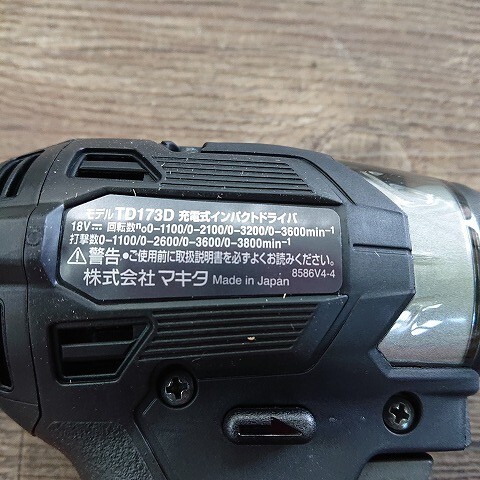 モデル TD173D 充電式インパクトドライバ
18V⎓ 回転数n₀0-1100/0-2100/0-3200/0-3600min⁻¹
打撃数0-1100/0-2600/0-3600/0-3800min⁻¹
⚠警告 •ご使用前に取扱説明書を必ずよくお読みください。
株式会社 マキタ Made in Japan 8586V4-4